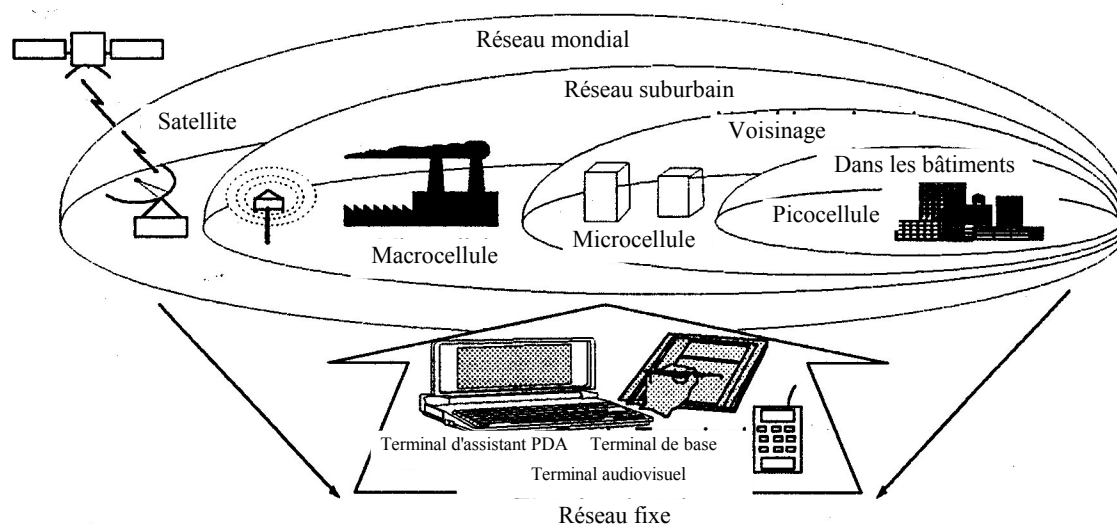 Réseau mondial
Réseau suburbain
Satellite
Voisinage
Dans les bâtiments
Picocellule
Microcellule
Macrocellule
Terminal d'assistant PDA
Terminal de base
Terminal audiovisuel
Réseau fixe